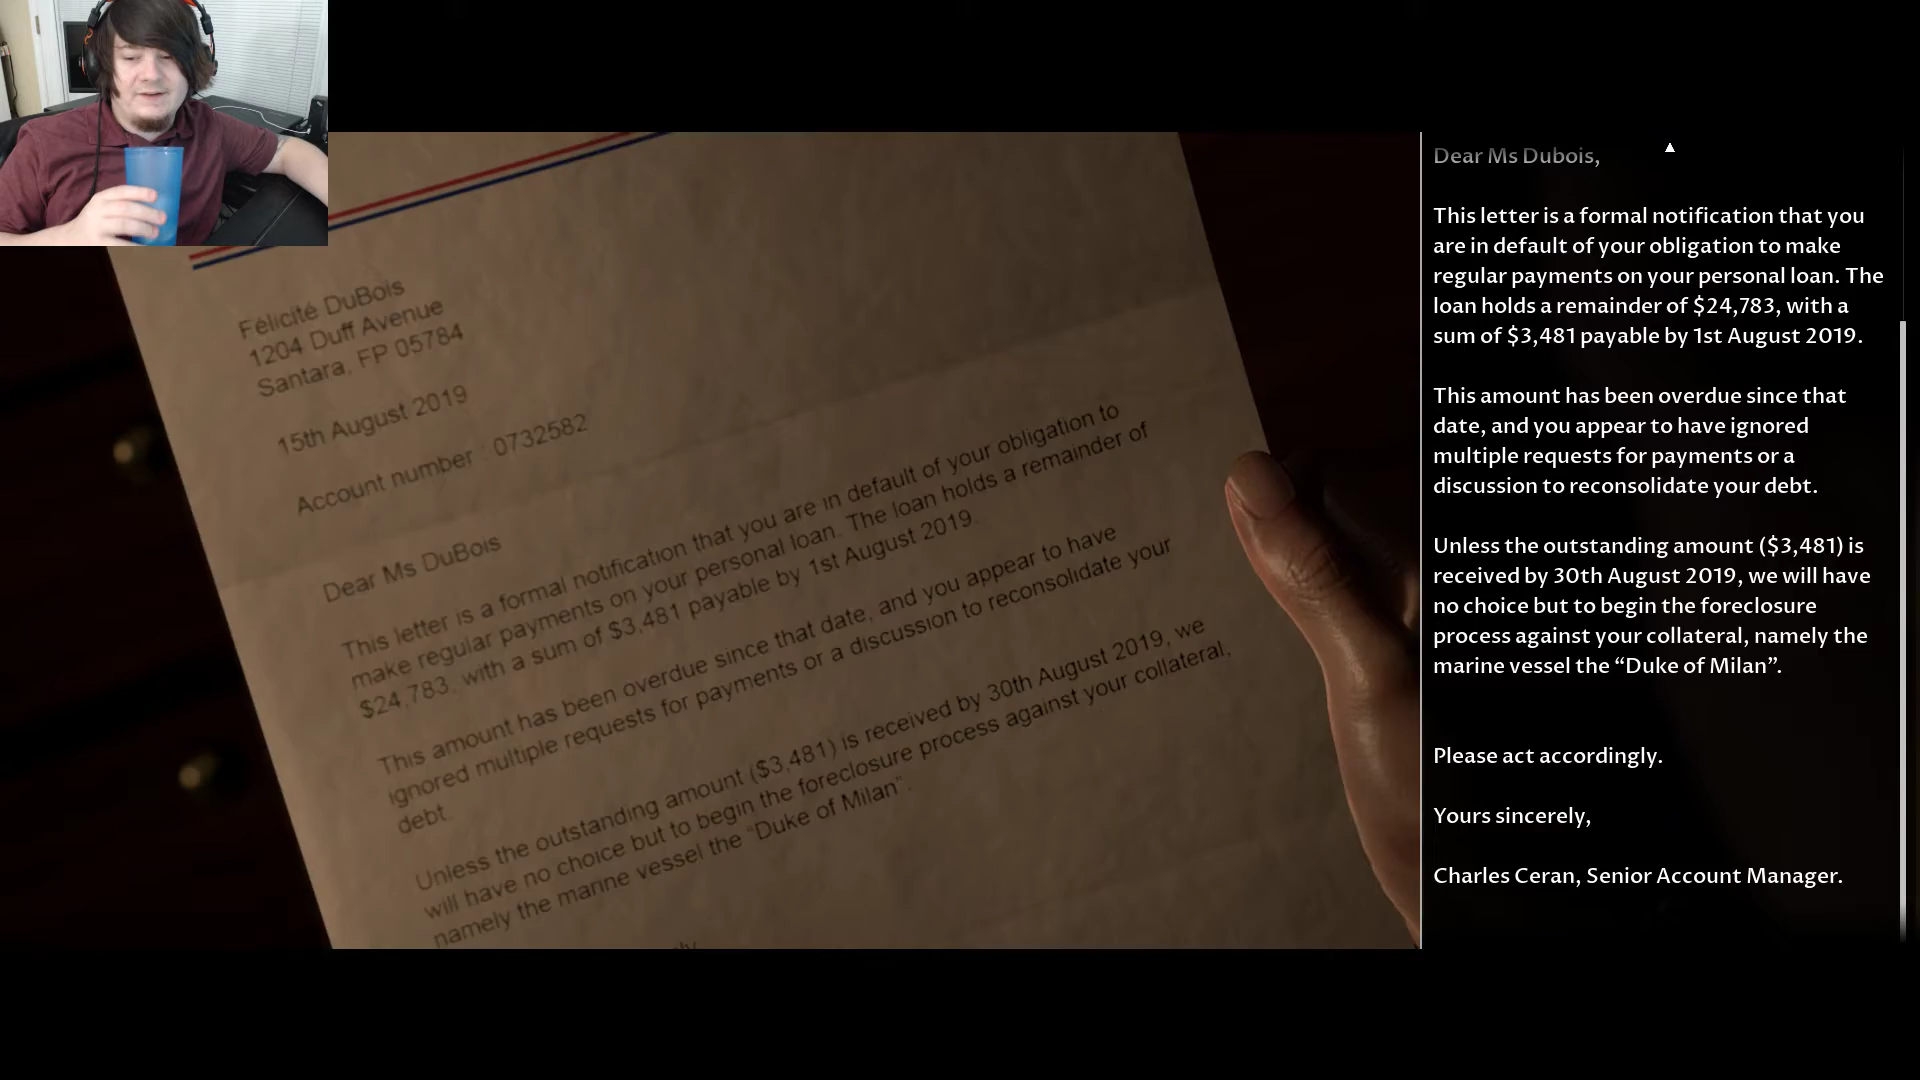 Félicité DuBois
1204 Duff Avenue
Santara, FP 05784
15th August 2019
Account number : 0732582
Dear Ms DuBois
This letter is a formal notification that you are in default of your obligation to
make regular payments on your personal loan. The loan holds a remainder of
$24,783, with a sum of $3,481 payable by 1st August 2019.
This amount has been overdue since that date, and you appear to have
ignored multiple requests for payments or a discussion to reconsolidate your
debt.
Unless the outstanding amount ($3,481) is received by 30th August 2019, we
will have no choice but to begin the foreclosure process against your collateral,
namely the marine vessel the “Duke of Milan”.
Dear Ms Dubois,
This letter is a formal notification that you
are in default of your obligation to make
regular payments on your personal loan. The
loan holds a remainder of $24,783, with a
sum of $3,481 payable by 1st August 2019.
This amount has been overdue since that
date, and you appear to have ignored
multiple requests for payments or a
discussion to reconsolidate your debt.
Unless the outstanding amount ($3,481) is
received by 30th August 2019, we will have
no choice but to begin the foreclosure
process against your collateral, namely the
marine vessel the “Duke of Milan”.
Please act accordingly.
Yours sincerely,
Charles Ceran, Senior Account Manager.